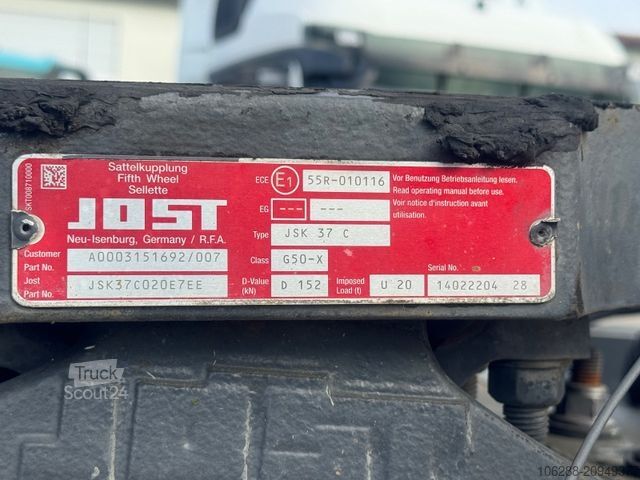 SKT008710000
Sattelkupplung
Fifth Wheel
Sellette
JOST
Neu-Isenburg, Germany / R.F.A.
Customer
Part No.
A0003151692/007
Jost
Part No.
JSK37C020E7EE
ECE E1 55R-010116
EG --- ---
Type JSK 37 C
Class G50-X
D-Value
(kN)
D 152
Imposed
Load (t)
U 20
Vor Benutzung Betriebsanleitung lesen.
Read operating manual before use.
Voir notice d'instruction avant
utilisation.
Serial No.
14022204 28
Truck
Scout24